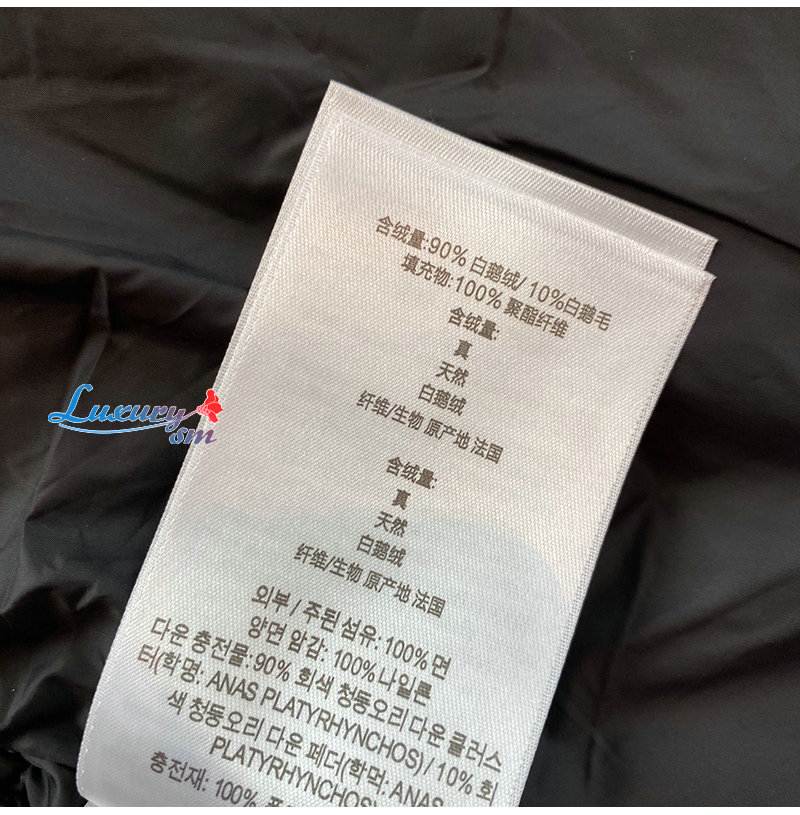 含绒量:90% 白鹅绒/ 10%白鹅毛
填充物:100% 聚酯纤维
含绒量:
真
天然
白鹅绒
纤维/生物 原产地 法国
含绒量:
真
天然
白鹅绒
纤维/生物 原产地 法国
외부 / 주된 섬유: 100% 면
양면 압감: 100% 나일론
다운 충전물: 90% 회색 청둥오리 다운 클러스
터(학명: ANAS PLATYRHYNCHOS) / 10% 회
색 청둥오리 다운 페더(학먹: ANAS
PLATYRHYNCHOS)
충전재: 100%
Luxury
sm